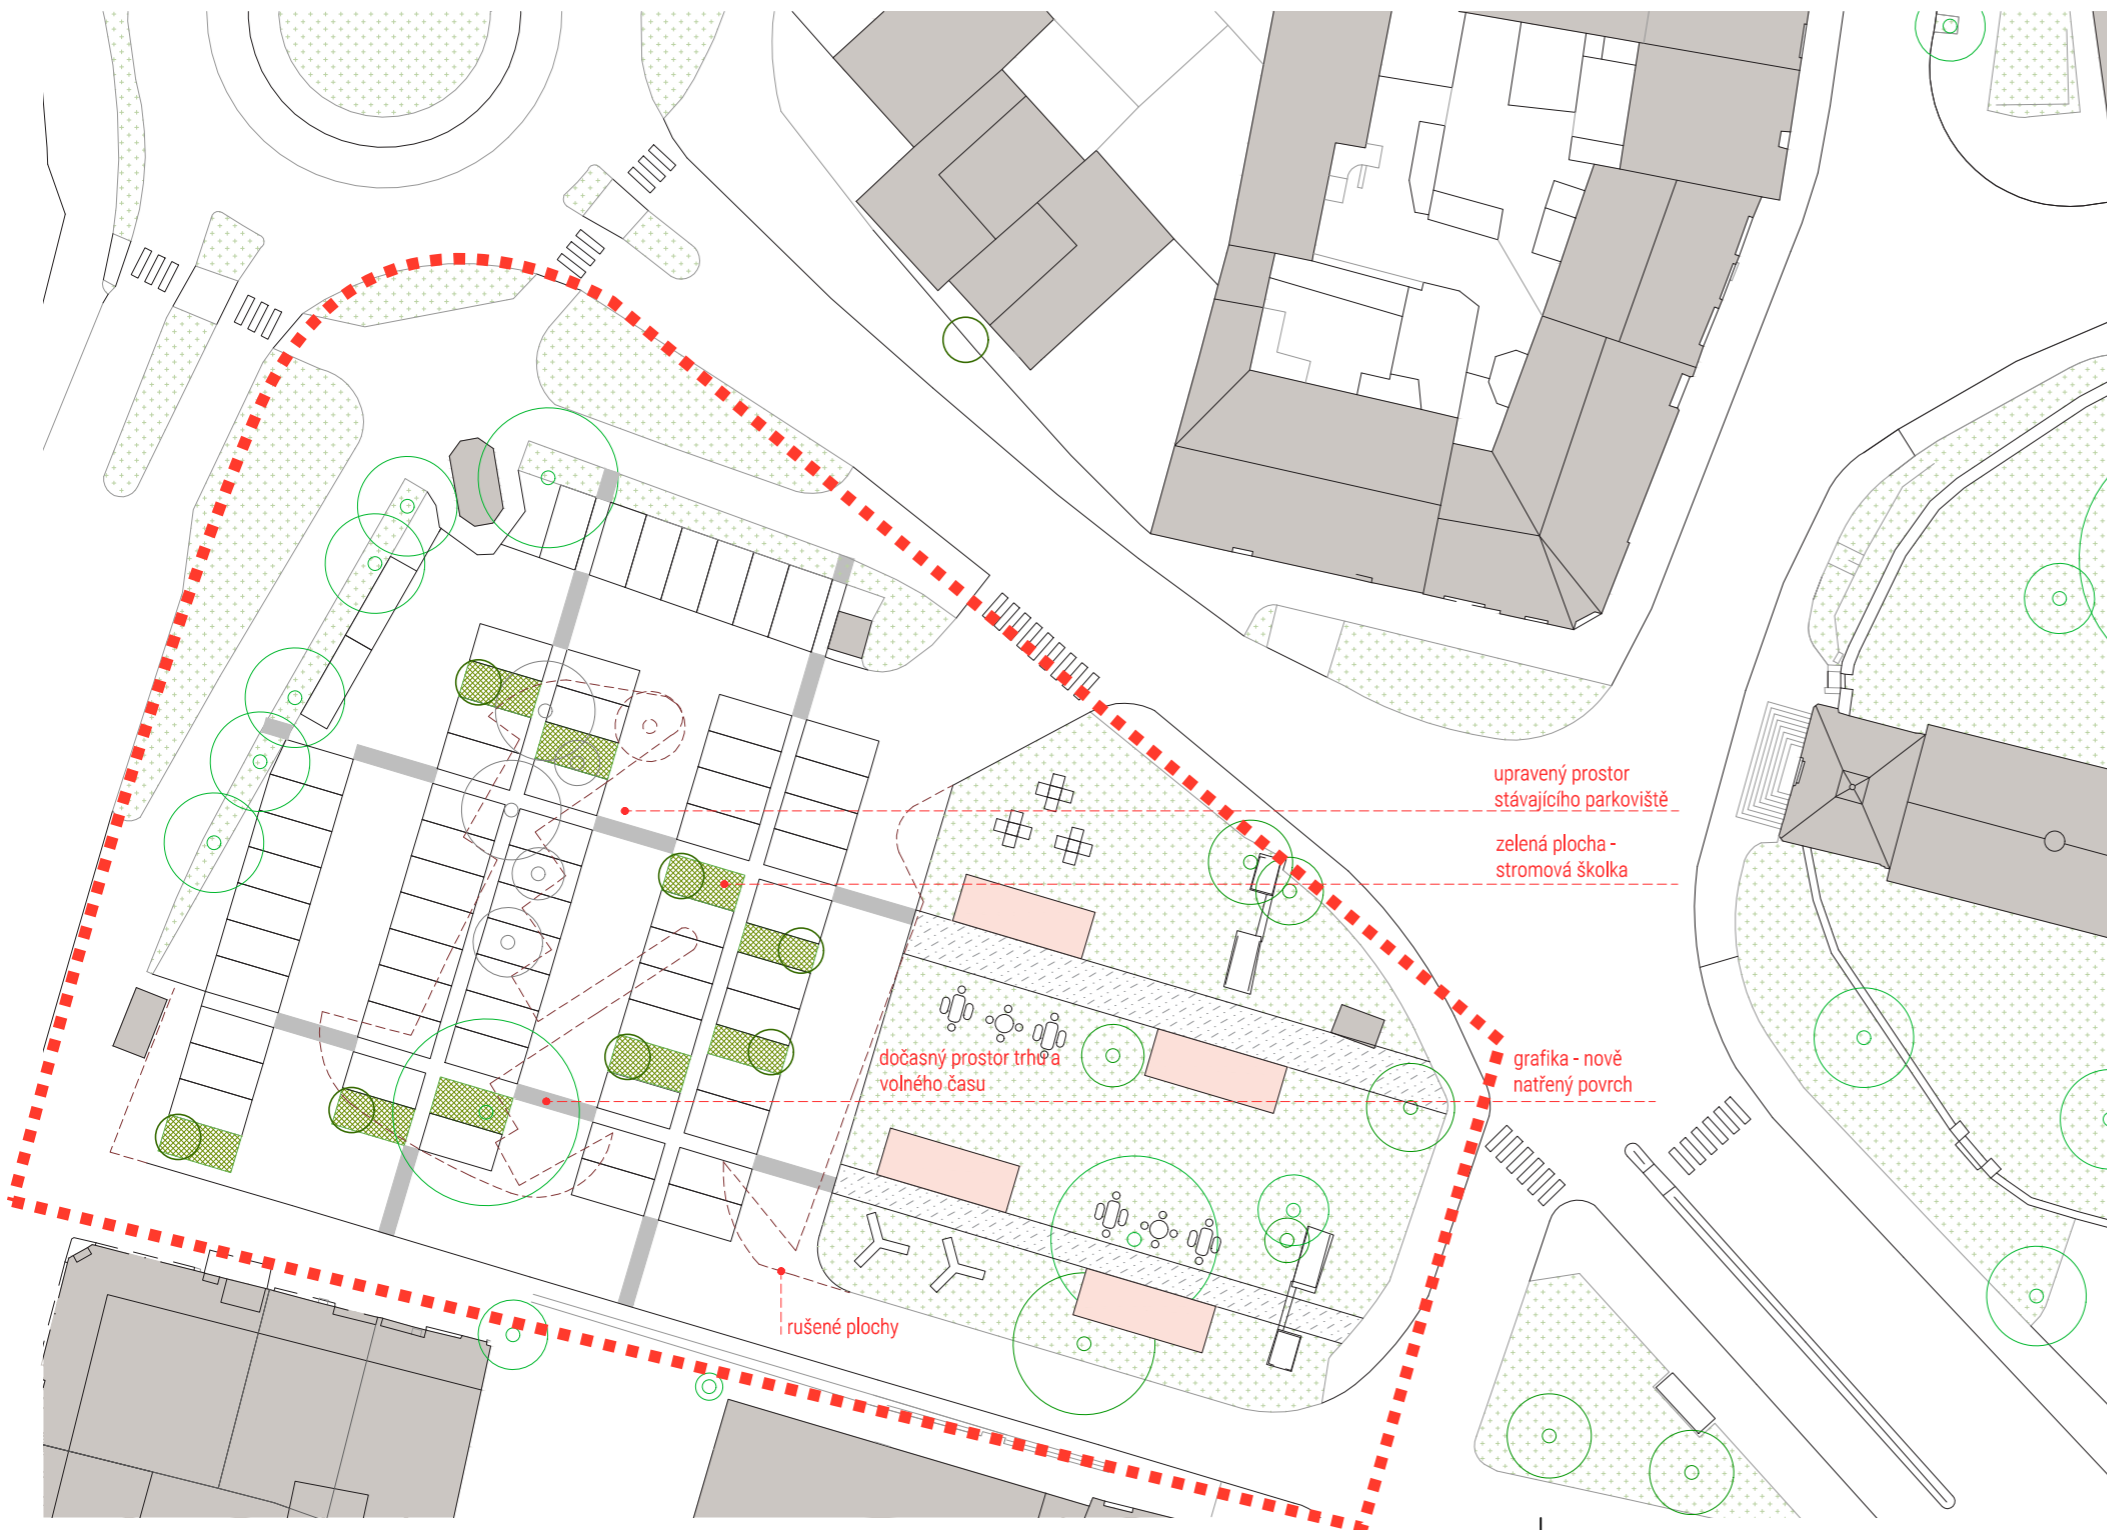 upravený prostor
stávajícího parkoviště
zelená plocha -
stromová školka
dočasný prostor trhu a
volného času
grafika - nově
natřený povrch
rušené plochy